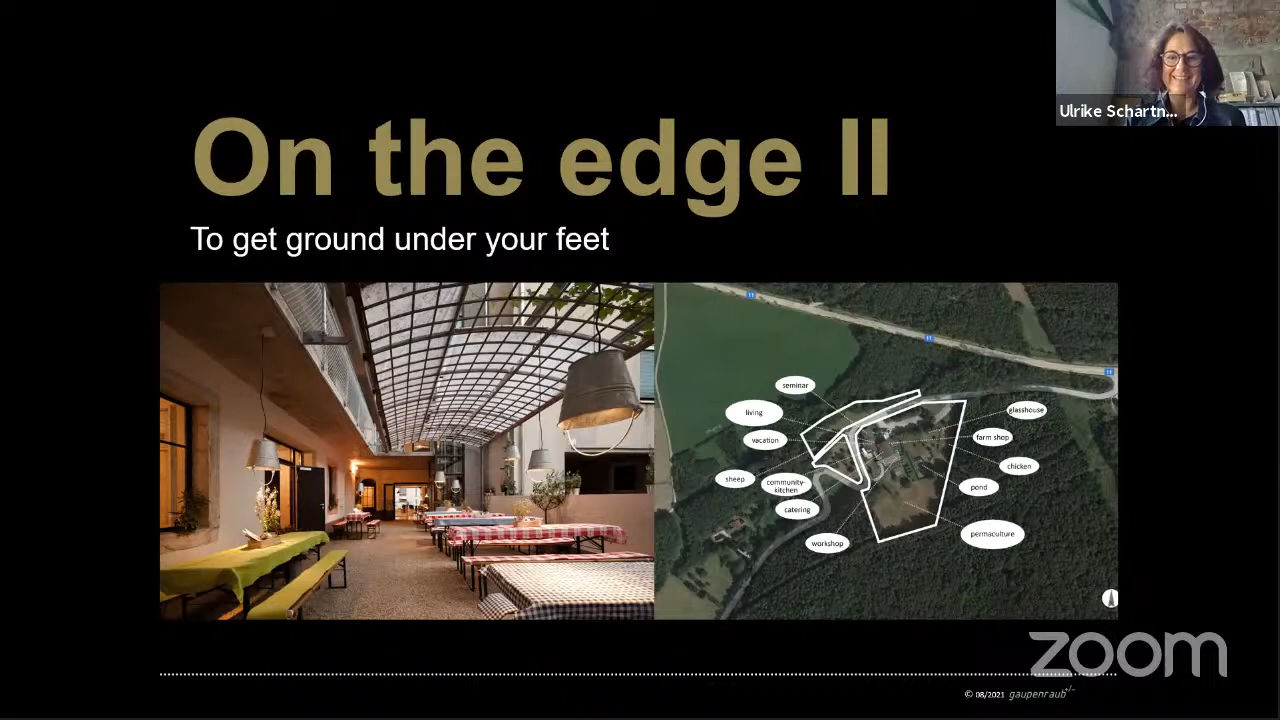 Ulrike Schartn...
On the edge II
To get ground under your feet
seminar
living
vacation
sheep
community-
kitchen
catering
workshop
glasshouse
farm shop
chicken
pond
permaculture
zoom
© 08/2021 gaupenraub+/-